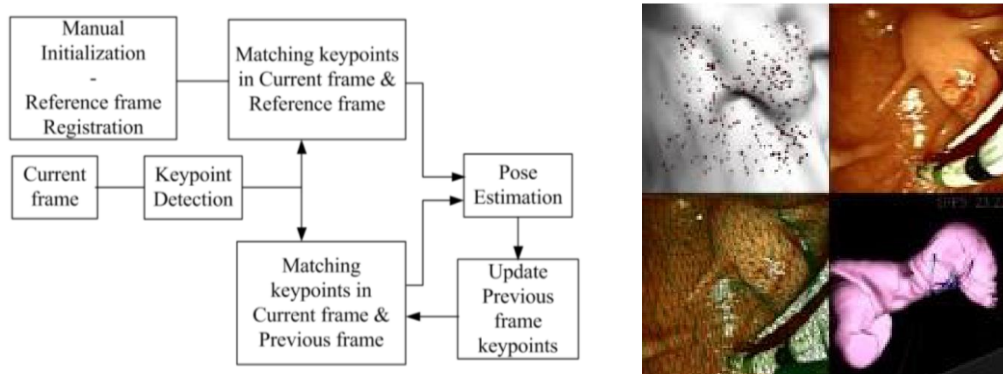 Manual
Initialization
-
Reference frame
Registration
Matching keypoints
in Current frame &
Reference frame
Current
frame
Keypoint
Detection
Pose
Estimation
Matching
keypoints in
Current frame &
Previous frame
Update
Previous
frame
keypoints